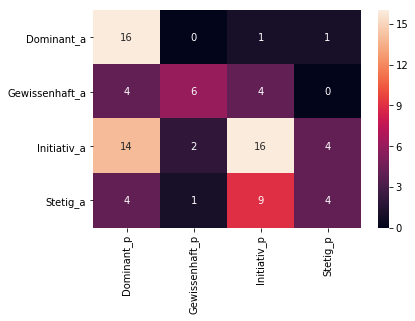 Dominant_a 16 0 1 1
Gewissenhaft_a 4 6 4 0
Initiativ_a 14 2 16 4
Stetig_a 4 1 9 4
Dominant_p Gewissenhaft_p Initiativ_p Stetig_p
15
12
9
6
3
0